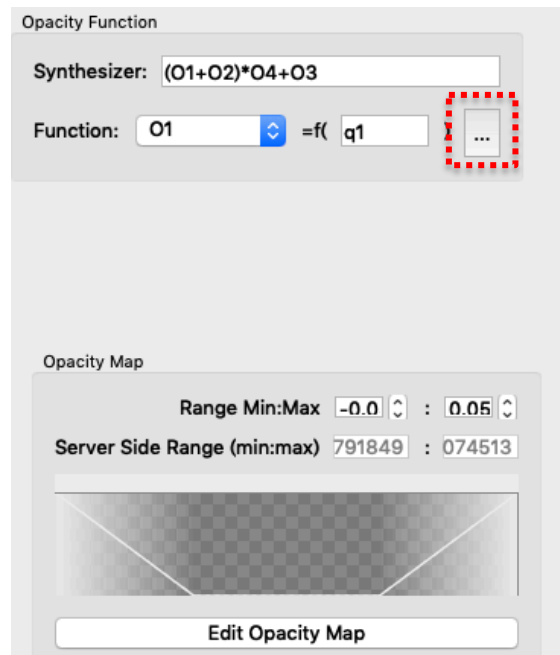 Opacity Function
Synthesizer: (O1+O2)*O4+O3
Function: O1 =f( q1 ) ...
Opacity Map
Range Min:Max -0.0 : 0.05
Server Side Range (min:max) 791849 : 074513
Edit Opacity Map